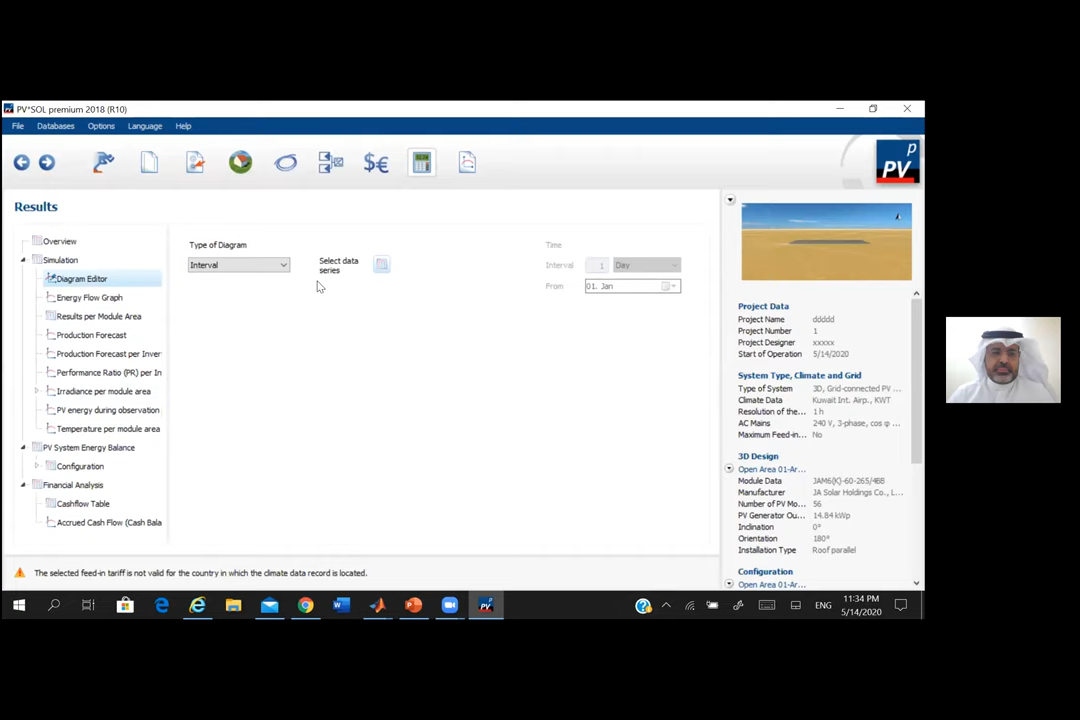 PV*SOL premium 2018 (R10)
File Databases Options Language Help
$€
P
PV
Results
Overview
Simulation
Diagram Editor
Energy Flow Graph
Results per Module Area
Production Forecast
Production Forecast per Inver
Performance Ratio (PR) per In
Irradiance per module area
PV energy during observation
Temperature per module area
PV System Energy Balance
Configuration
Financial Analysis
Cashflow Table
Accrued Cash Flow (Cash Bala
Type of Diagram
Interval
Select data
series
Time
Interval 1 Day
From 01. Jan
Project Data
Project Name ddddd
Project Number 1
Project Designer xxxxx
Start of Operation 5/14/2020
System Type, Climate and Grid
Type of System 3D, Grid-connected PV ...
Climate Data Kuwait Int. Airp., KWT
Resolution of the... 1 h
AC Mains 240 V, 3-phase, cos φ ...
Maximum Feed-in... No
3D Design
Open Area 01-Ar...
Module Data JAM6(K)-60-265/4BB
Manufacturer JA Solar Holdings Co., L...
Number of PV Mo... 56
PV Generator Ou... 14.84 kWp
Inclination 0°
Orientation 180°
Installation Type Roof parallel
Configuration
Open Area 01-Ar...
The selected feed-in tariff is not valid for the country in which the climate data record is located.
ENG
11:34 PM
5/14/2020